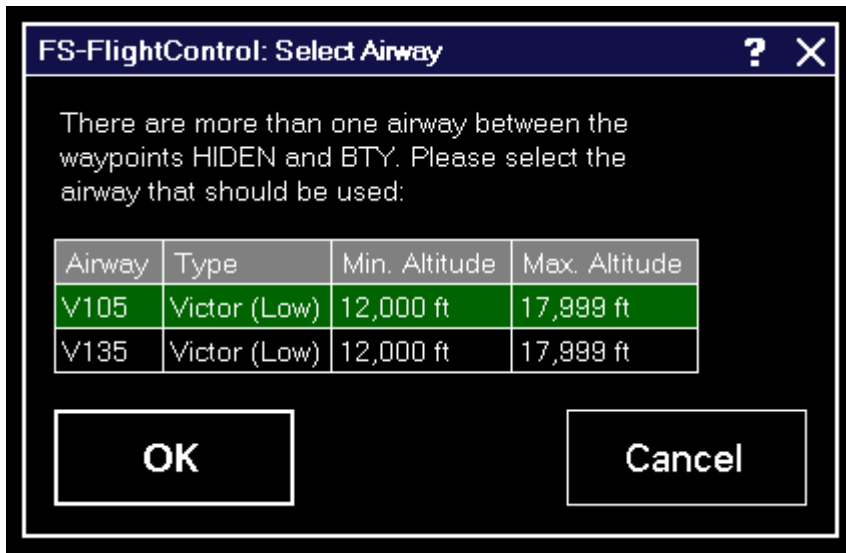 FS-FlightControl: Select Airway ? X
There are more than one airway between the
waypoints HIDEN and BTY. Please select the
airway that should be used:
Airway Type Min. Altitude Max. Altitude
V105 Victor (Low) 12,000 ft 17,999 ft
V135 Victor (Low) 12,000 ft 17,999 ft
OK Cancel